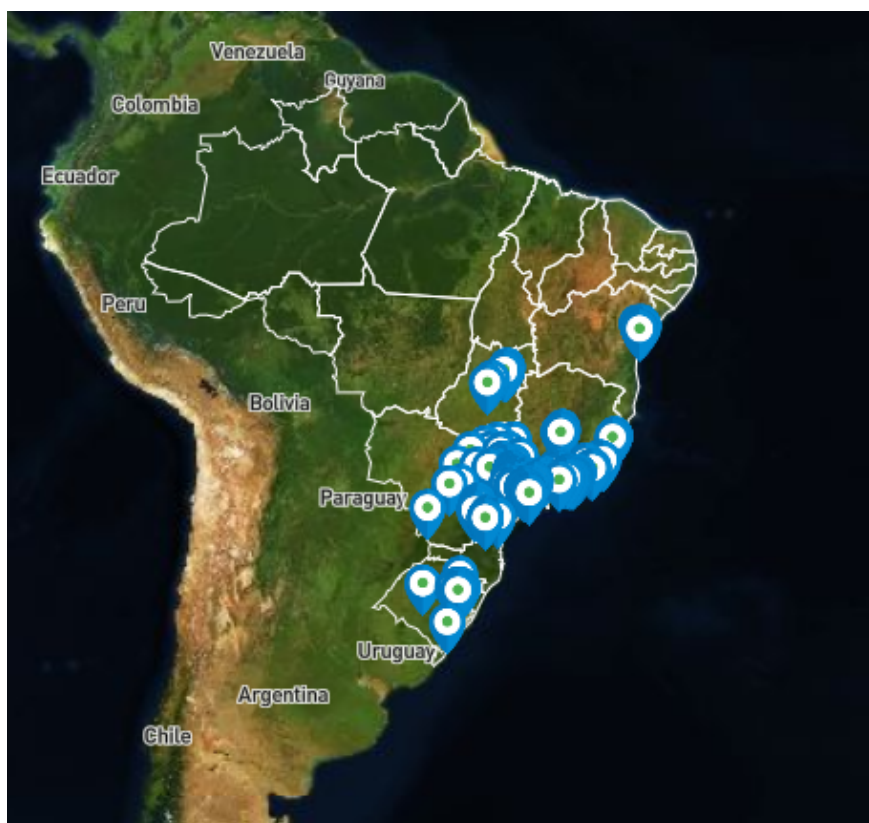 Venezuela
Guyana
Colombia
Ecuador
Peru
Bolivia
Paraguay
Uruguay
Argentina
Chile